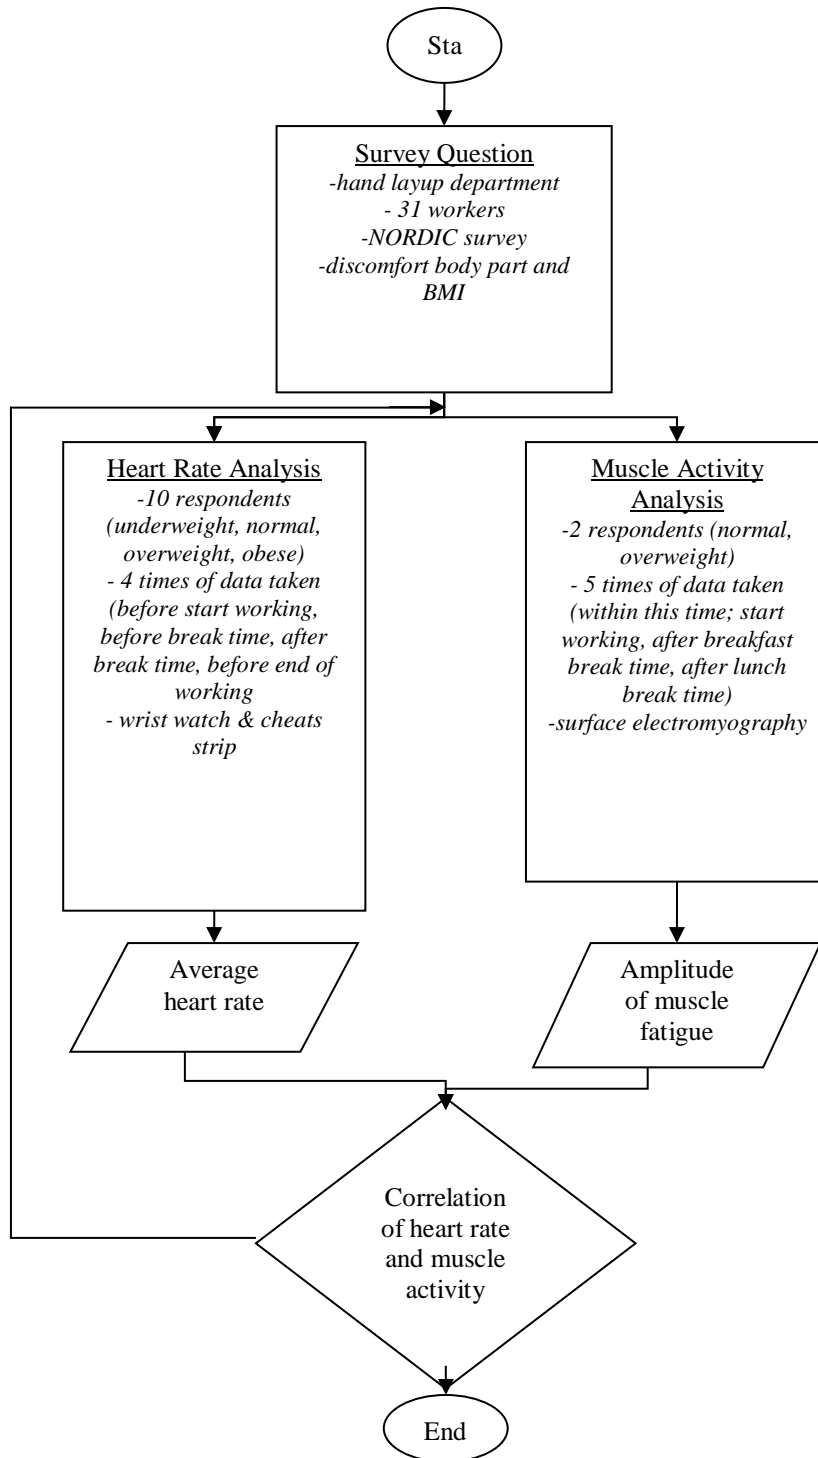 Sta
Survey Question
-hand layup department
- 31 workers
-NORDIC survey
-discomfort body part and
BMI
Heart Rate Analysis
-10 respondents
(underweight, normal,
overweight, obese)
- 4 times of data taken
(before start working,
before break time, after
break time, before end of
working
- wrist watch & cheats
strip
Muscle Activity
Analysis
-2 respondents (normal,
overweight)
- 5 times of data taken
(within this time; start
working, after breakfast
break time, after lunch
break time)
-surface electromyography
Average
heart rate
Amplitude
of muscle
fatigue
Correlation
of heart rate
and muscle
activity
End